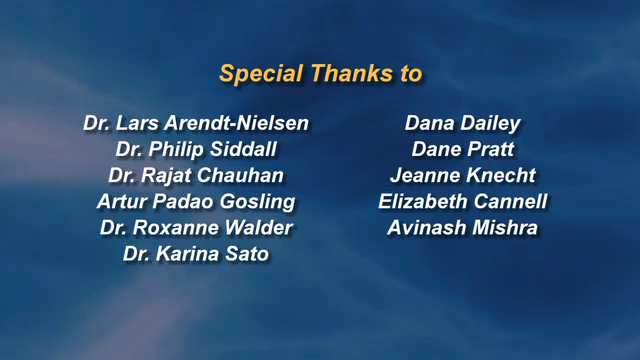 Special Thanks to
Dr. Lars Arendt-Nielsen
Dr. Philip Siddall
Dr. Rajat Chauhan
Artur Padao Gosling
Dr. Roxanne Walder
Dr. Karina Sato
Dana Dailey
Dane Pratt
Jeanne Knecht
Elizabeth Cannell
Avinash Mishra